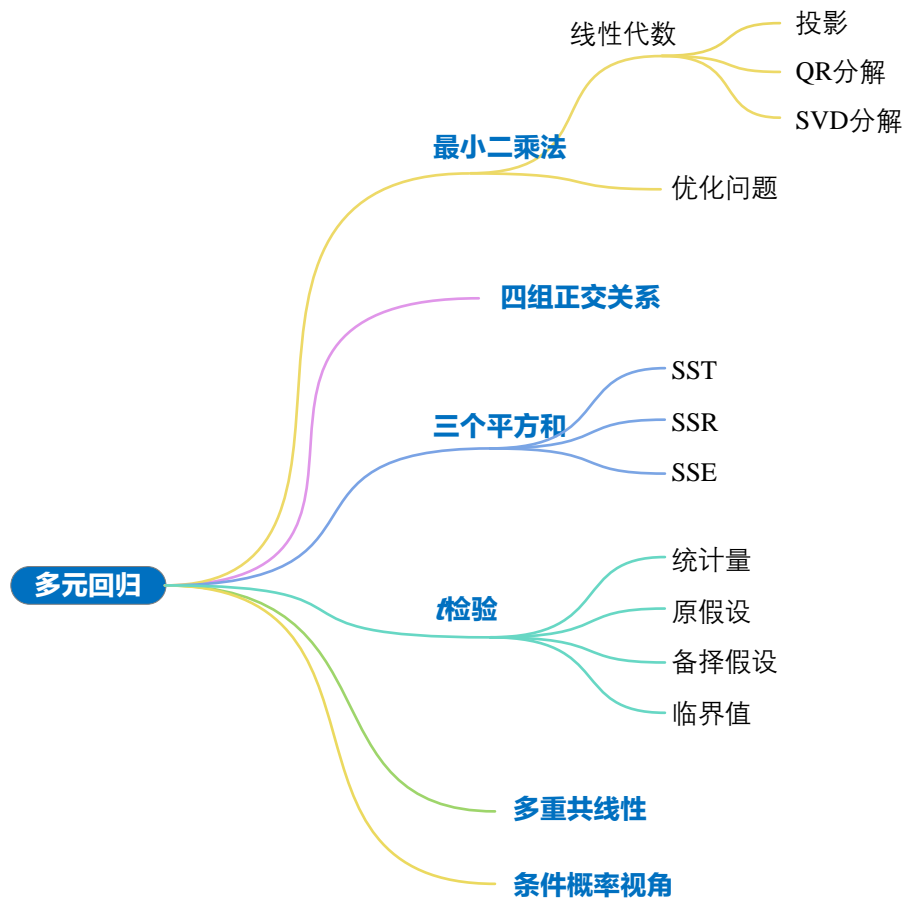 线性代数
投影
QR分解
SVD分解
最小二乘法
优化问题
四组正交关系
三个平方和
SST
SSR
SSE
多元回归
t检验
统计量
原假设
备择假设
临界值
多重共线性
条件概率视角